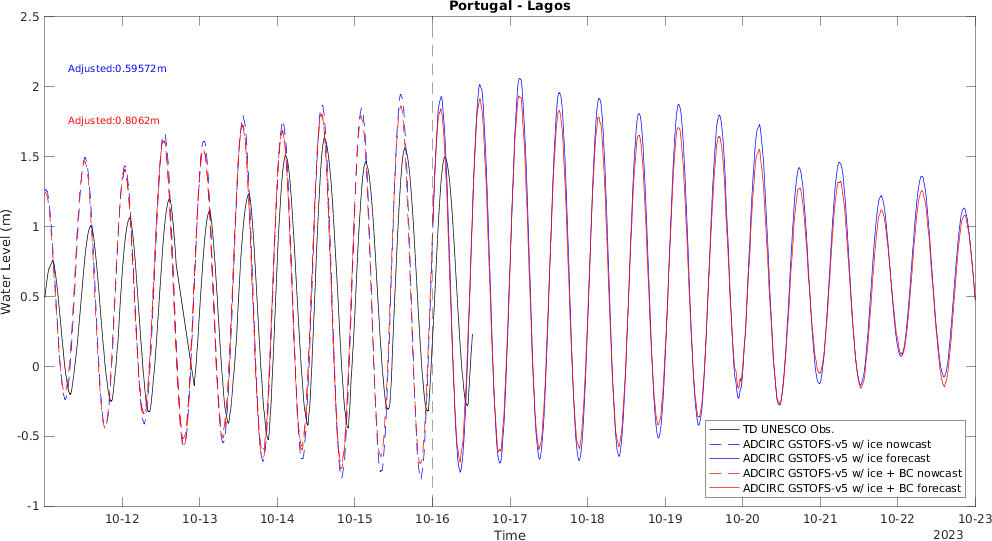 Portugal - Lagos
2.5
2
1.5
1
0.5
0
-0.5
-1
Water Level (m)
Adjusted:0.59572m
Adjusted:0.8062m
TD UNESCO Obs.
ADCIRC GSTOFS-v5 w/ ice nowcast
ADCIRC GSTOFS-v5 w/ ice forecast
ADCIRC GSTOFS-v5 w/ ice + BC nowcast
ADCIRC GSTOFS-v5 w/ ice + BC forecast
10-12 10-13 10-14 10-15 10-16 10-17 10-18 10-19 10-20 10-21 10-22 10-23
Time
2023